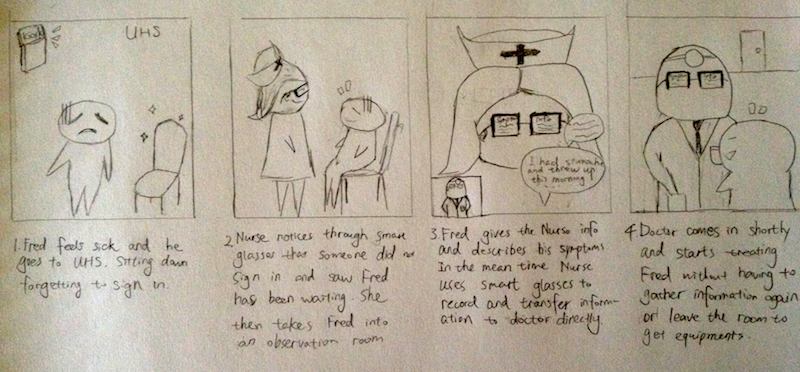 UHS
I had stomach
and threw up
this morning
1. Fred feels sick and he
goes to UHS. Sitting down
forgetting to sign in.
2. Nurse notices through smart
glasses that someone did not
sign in and saw Fred
has been waiting. She
then takes Fred into
an observation room
3. Fred gives the Nurse info
and describes his symptoms
In the mean time Nurse
uses smart glasses to
record and transfer inform-
ation to doctor directly.
4. Doctor comes in shortly
and starts treating
Fred without having to
gather information again
or leave the room to
get equipments.